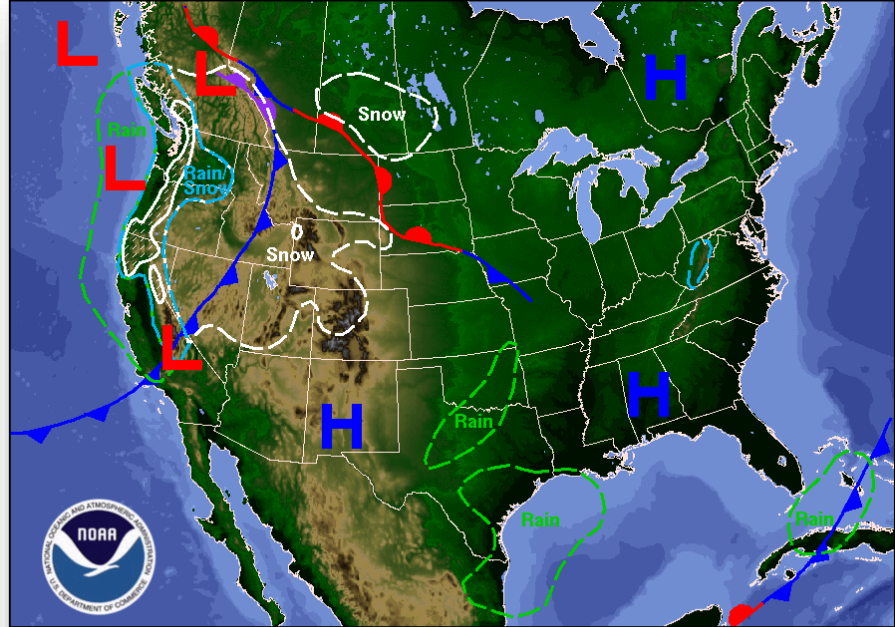 L
L
H
Snow
Rain
L
Rain/
Snow
Snow
L
H
H
Rain
Rain
Rain
NATIONAL OCEANIC AND ATMOSPHERIC ADMINISTRATION
NOAA
U.S. DEPARTMENT OF COMMERCE